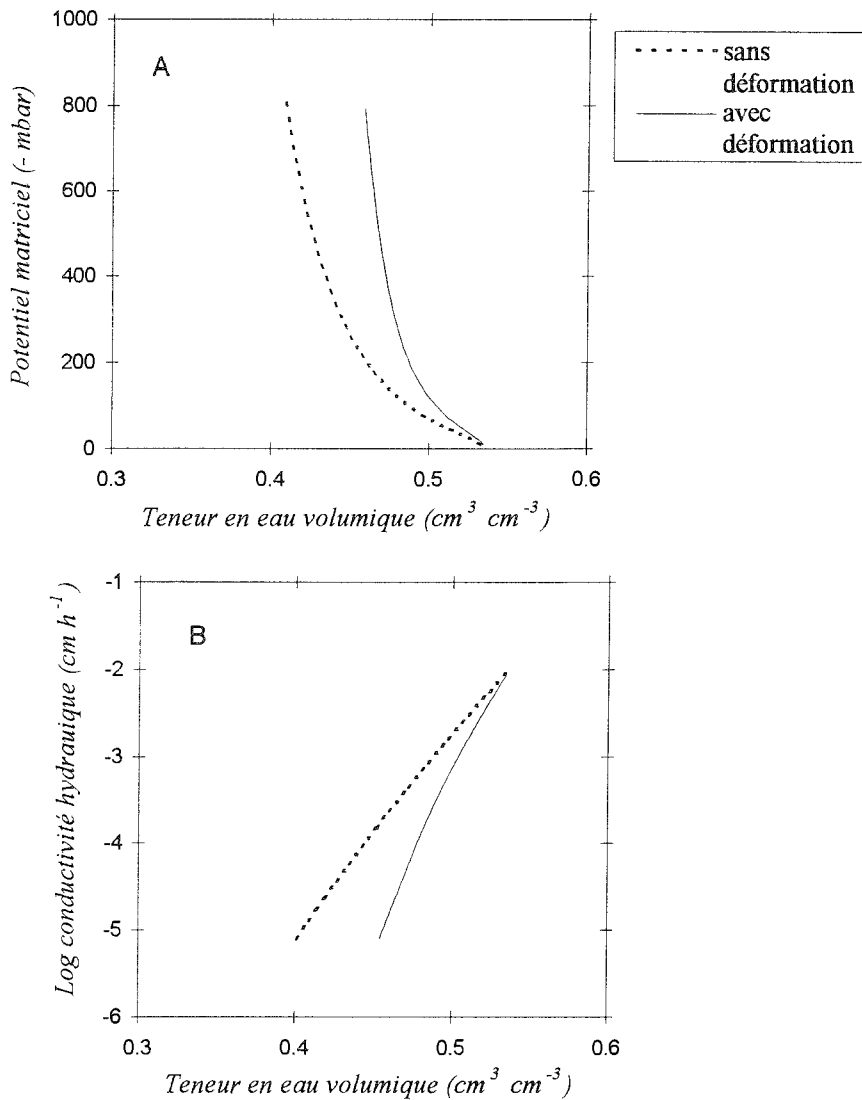 1000
800
600
400
200
0
Potentiel matriciel (- mbar)
A
0.3 0.4 0.5 0.6
Teneur en eau volumique (cm³ cm⁻³)
sans
déformation
avec
déformation
-1
-2
-3
-4
-5
-6
Log conductivité hydrauique (cm h⁻¹)
B
0.3 0.4 0.5 0.6
Teneur en eau volumique (cm³ cm⁻³)